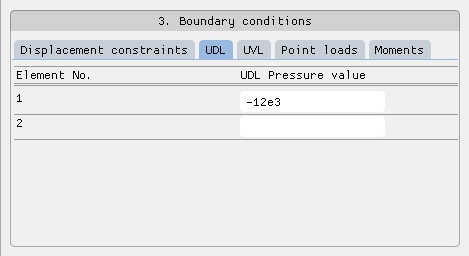 3. Boundary conditions
Displacement constraints UDL UVL Point loads Moments
Element No. UDL Pressure value
1 -12e3
2